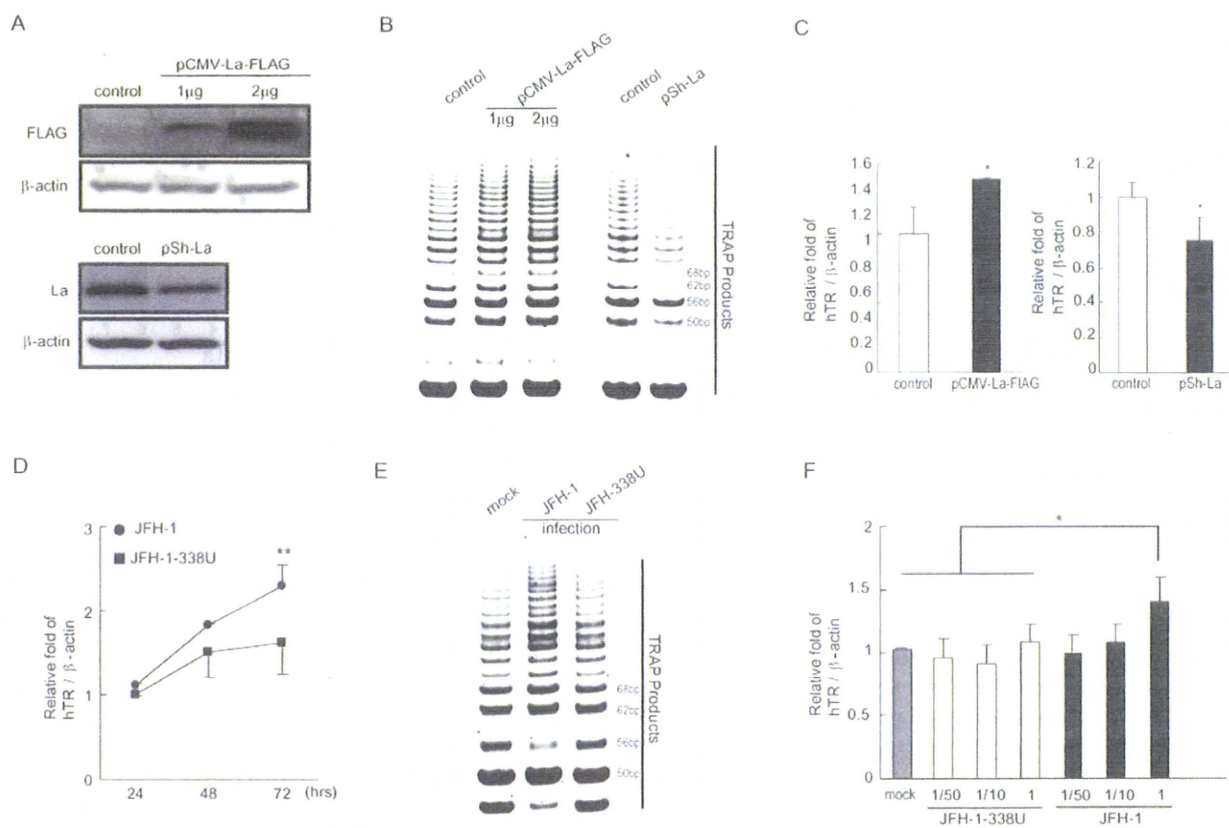 A
pCMV-La-FLAG
control 1μg 2μg
FLAG
β-actin
control pSh-La
La
β-actin
B
control
pCMV-La-FLAG
1μg 2μg
control
pSh-La
68bp
62bp
56bp
50bp
TRAP Products
C
Relative fold of
hTR / β-actin
1.6
1.4
1.2
1
1.4
1.6
0.4
0.2
0
*
control pCMV-La-FlAG
Relative fold of
hTR / β-actin
1.2
1
0.8
0.6
0.4
0.2
0
*
control pSh-La
D
JFH-1
JFH-1-338U
Relative fold of
hTR / β-actin
3
2
1
0
**
24 48 72 (hrs)
E
mock
JFH-1
JFH-338U
infection
68bp
62bp
56bp
50bp
TRAP Products
F
Relative fold of
hTR / β-actin
2
1.5
1
0.5
0
*
mock 1/50 1/10 1 1/50 1/10 1
JFH-1-338U JFH-1